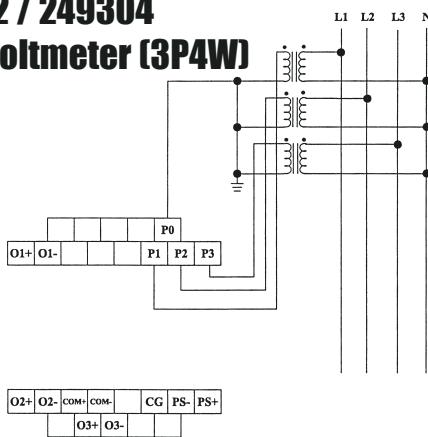 2 / 249304
oltmeter (3P4W)
L1 L2 L3 N
P0
O1+ O1- P1 P2 P3
O2+ O2- COM+ COM- CG PS- PS+
O3+ O3-